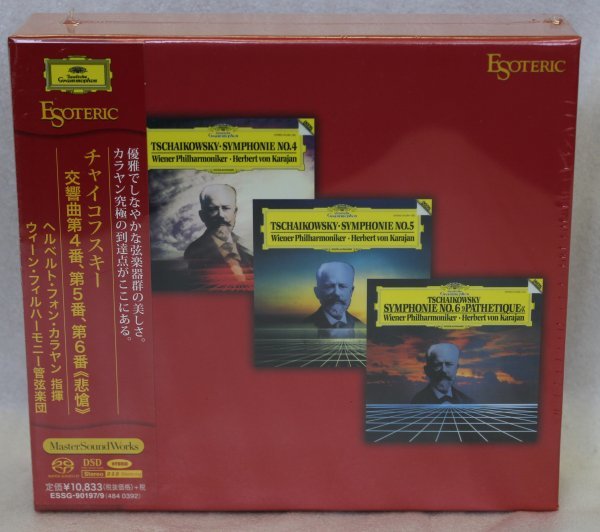 Deutsche
Grammophon
ESOTERIC
チャイコフスキー
交響曲第4番、第5番、第6番《悲愴》
ヘルベルト・フォン・カラヤン 指揮
ウィーン・フィルハーモニー管弦楽団
優雅でしなやかな弦楽器群の美しさ。
カラヤン究極の到達点がここにある。
MasterSoundWorks
DSD
HYBRID
Stereo
定価¥10,833(税抜価格)+税
ESSG-90197/9 (484 0392)
ESOTERIC
TSCHAIKOWSKY·SYMPHONIE NO.4
Wiener Philharmoniker · Herbert von Karajan
TSCHAIKOWSKY·SYMPHONIE NO.5
Wiener Philharmoniker · Herbert von Karajan
TSCHAIKOWSKY
SYMPHONIE NO.6 »PATHETIQUE«
Wiener Philharmoniker · Herbert von Karajan